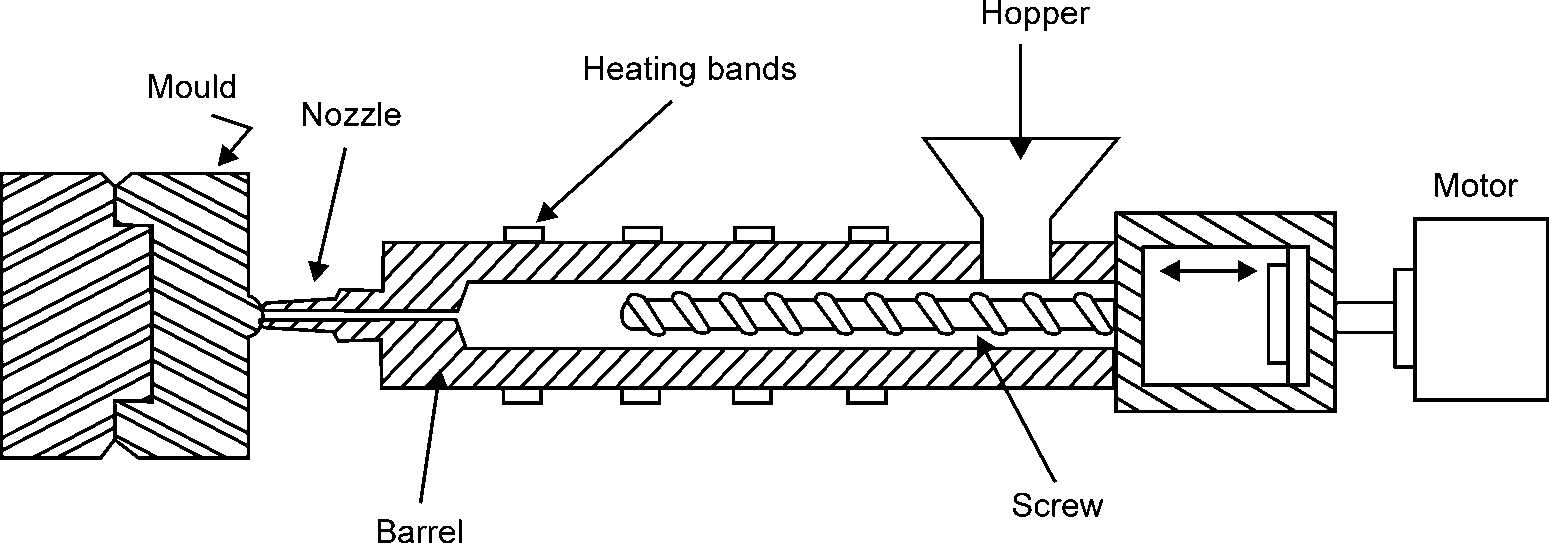 Hopper
Heating bands
Mould
Nozzle
Motor
Screw
Barrel